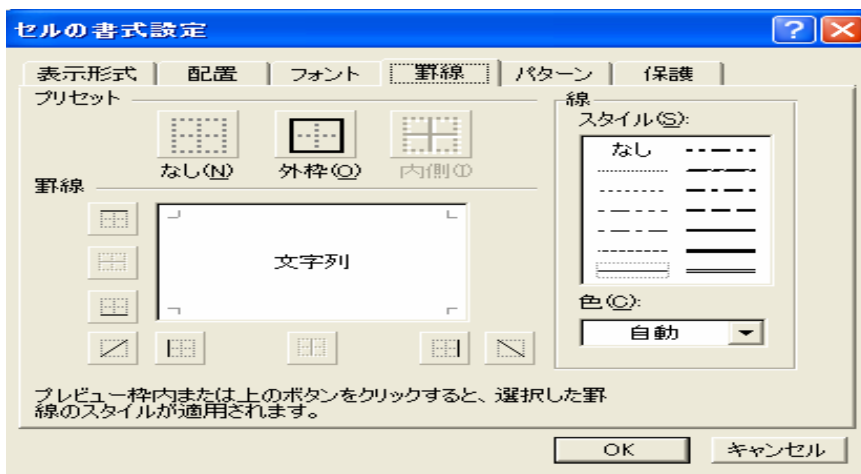 セルの書式設定
表示形式 配置 フォント 罫線 パターン 保護
プリセット
なし(N) 外枠(O) 内側(I)
罫線
文字列
線
スタイル(S):
なし
色(C):
自動
プレビュー枠内または上のボタンをクリックすると、選択した罫
線のスタイルが適用されます。
OK キャンセル